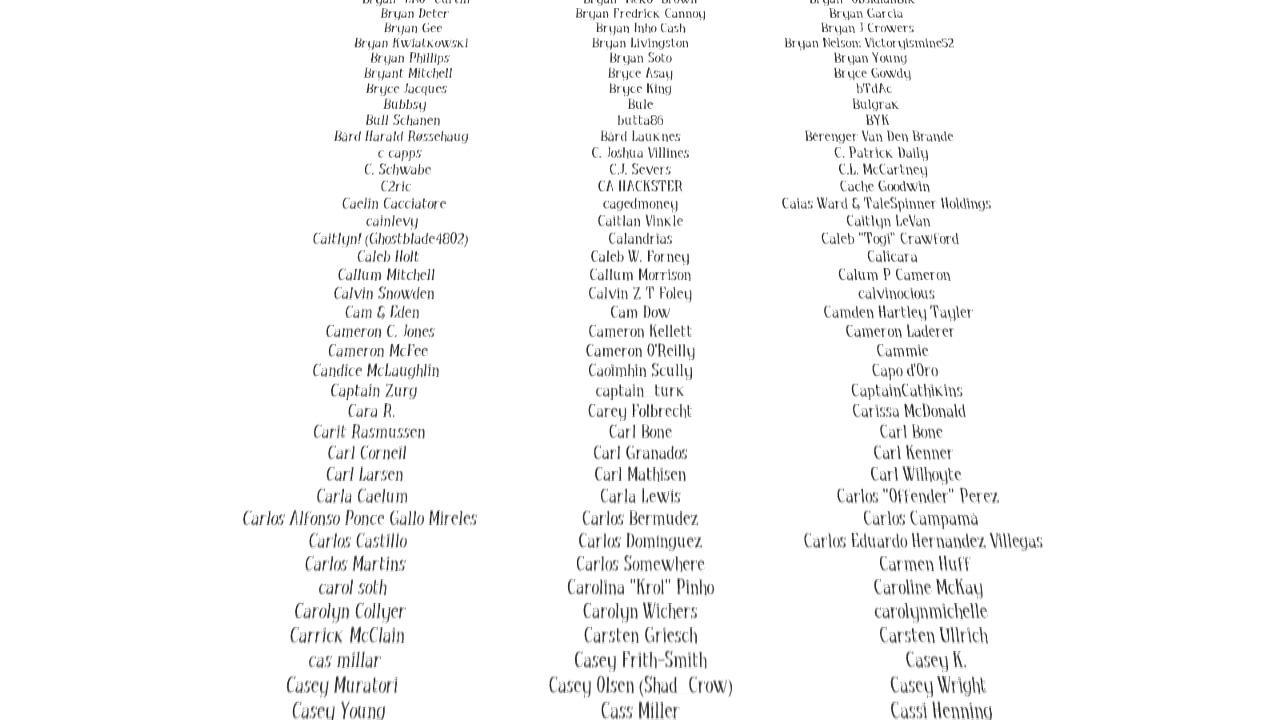 Bryan Deter Bryan Fredrick Cannoy Bryan Garcia
Bryan Gee Bryan Inho Cash Bryan J Crowers
Bryan Kwiatkowski Bryan Livingston Bryan Nelson: Victoryismine52
Bryan Phillips Bryan Soto Bryan Young
Bryant Mitchell Bryce Asay Bryce Gowdy
Bryce Jacques Bryce King bTdAc
Bubbsy Bule Bulgrak
Bull Schanen butta86 BYK
Bård Harald Røssehaug Bård Lauknes Berenger Van Den Brande
c capps C. Joshua Villines C. Patrick Daily
C. Schwabe C.J. Severs C.L. McCartney
C2ric CA HACKSTER Cache Goodwin
Caelin Cacciatore cagedmoney Caias Ward & TaleSpinner Holdings
cainlevy Caitlan Vinkle Caitlyn LeVan
Caitlyn! (Ghostblade4802) Calandrias Caleb "Togi" Crawford
Caleb Holt Caleb W. Forney Calicara
Callum Mitchell Callum Morrison Calum P Cameron
Calvin Snowden Calvin Z T Foley calvinocious
Cam & Eden Cam Dow Camden Hartley Tayler
Cameron C. Jones Cameron Kellett Cameron Laderer
Cameron McFee Cameron O'Reilly Cammie
Candice McLaughlin Caoimhin Scully Capo d'Oro
Captain Zurg captain turk CaptainCathikins
Cara R. Carey Folbrecht Carissa McDonald
Carit Rasmussen Carl Bone Carl Bone
Carl Corneil Carl Granados Carl Kenner
Carl Larsen Carl Mathisen Carl Wilhoyte
Carla Caelum Carla Lewis Carlos "Offender" Perez
Carlos Alfonso Ponce Gallo Mireles Carlos Bermudez Carlos Campamà
Carlos Castillo Carlos Dominguez Carlos Eduardo Hernandez Villegas
Carlos Martins Carlos Somewhere Carmen Huff
carol soth Carolina "Krol" Pinho Caroline McKay
Carolyn Collyer Carolyn Wichers carolynmichelle
Carrick McClain Carsten Griesch Carsten Ullrich
cas millar Casey Frith-Smith Casey K.
Casey Muratori Casey Olsen (Shad Crow) Casey Wright
Casey Young Cass Miller Cassi Henning